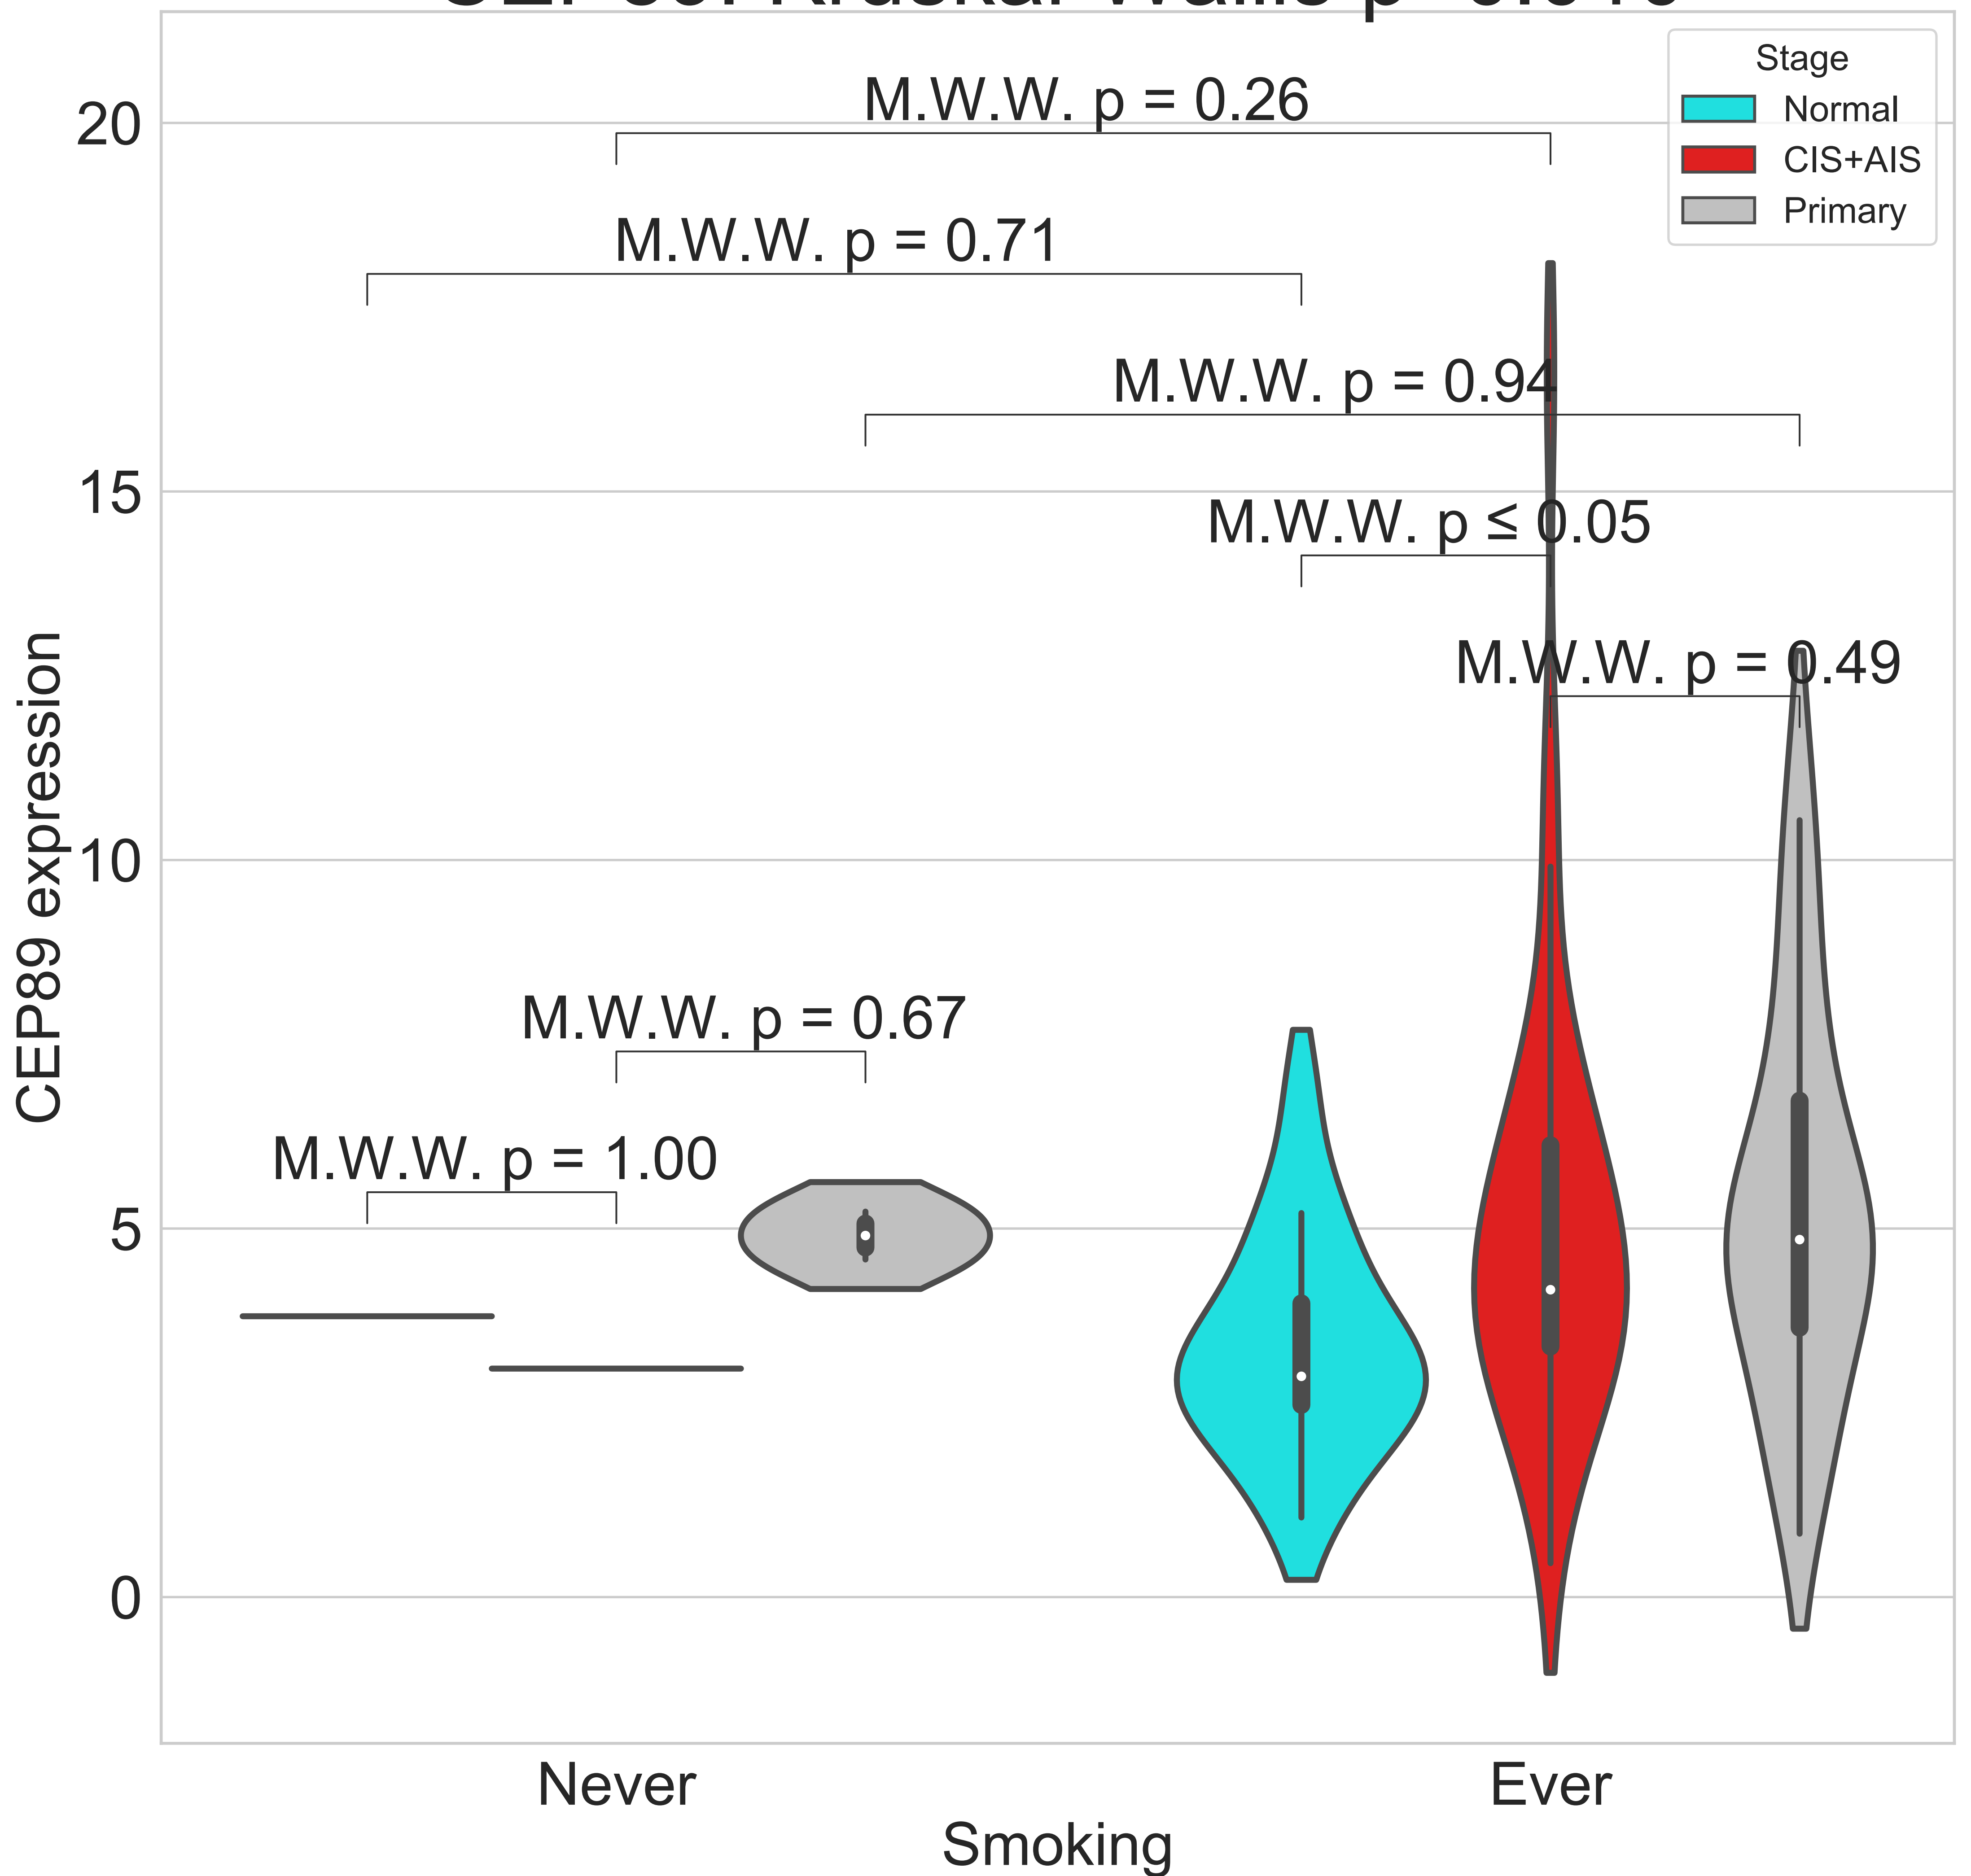 Stage
Normal
CIS+AIS
Primary
M.W.W. p = 0.26
M.W.W. p = 0.71
M.W.W. p = 0.94
M.W.W. p ≤ 0.05
M.W.W. p = 0.49
M.W.W. p = 0.67
M.W.W. p = 1.00
20
15
10
5
0
CEP89 expression
Never
Ever
Smoking